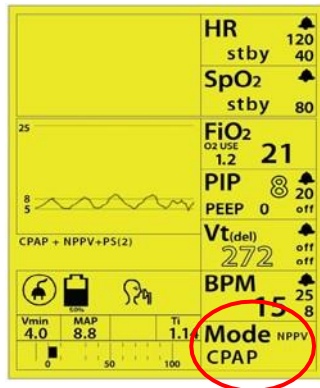 HR 120
stby 40
SpO2
stby 80
25
8
5
CPAP + NPPV+PS(2)
FiO2
O2 USE
1.2 21
PIP 8 20
PEEP 0 off
Vt(del) off
272 off
BPM 25
15 8
50%
Vmin MAP Ti
4.0 8.8 1.1
0 50 100
Mode NPPV
CPAP